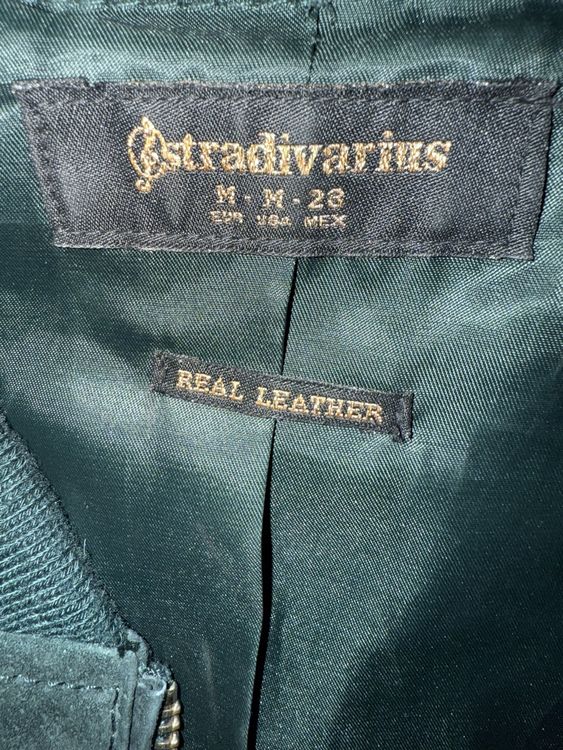 Stradivarius
M - M - 28
EUR USA MEX
REAL LEATHER